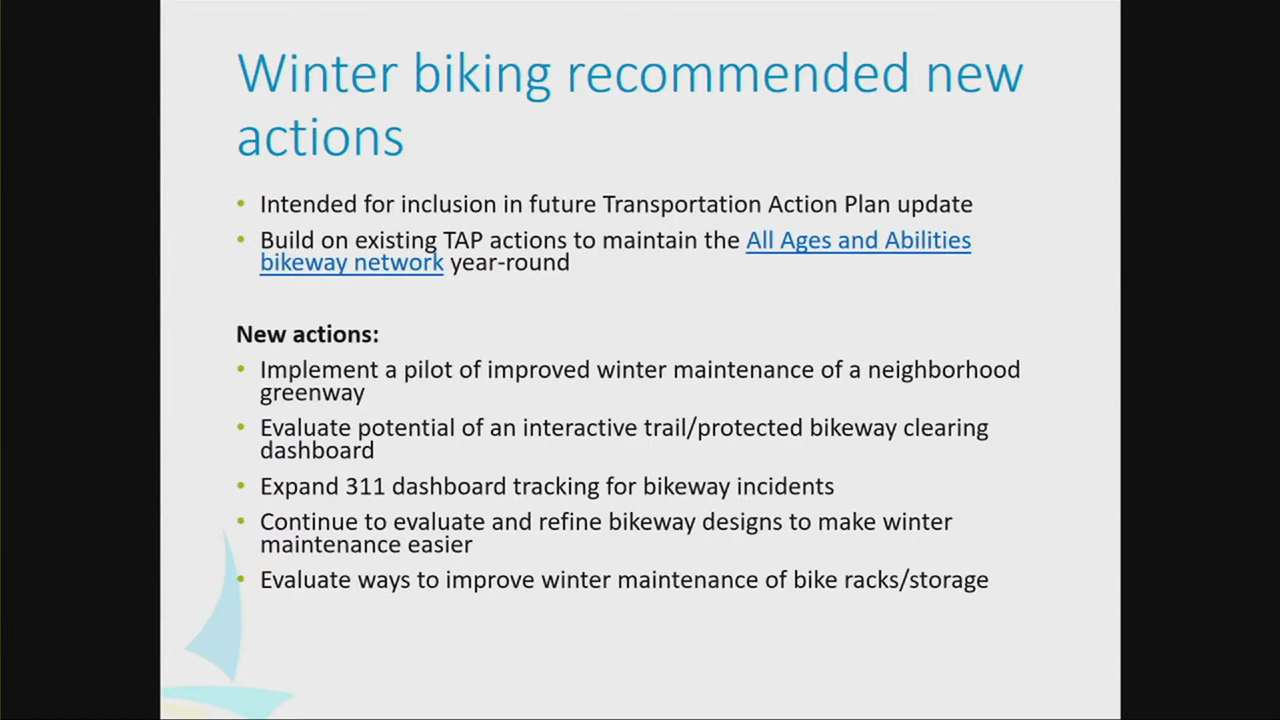 Winter biking recommended new
actions
• Intended for inclusion in future Transportation Action Plan update
• Build on existing TAP actions to maintain the All Ages and Abilities
bikeway network year-round
New actions:
• Implement a pilot of improved winter maintenance of a neighborhood
greenway
• Evaluate potential of an interactive trail/protected bikeway clearing
dashboard
• Expand 311 dashboard tracking for bikeway incidents
• Continue to evaluate and refine bikeway designs to make winter
maintenance easier
• Evaluate ways to improve winter maintenance of bike racks/storage